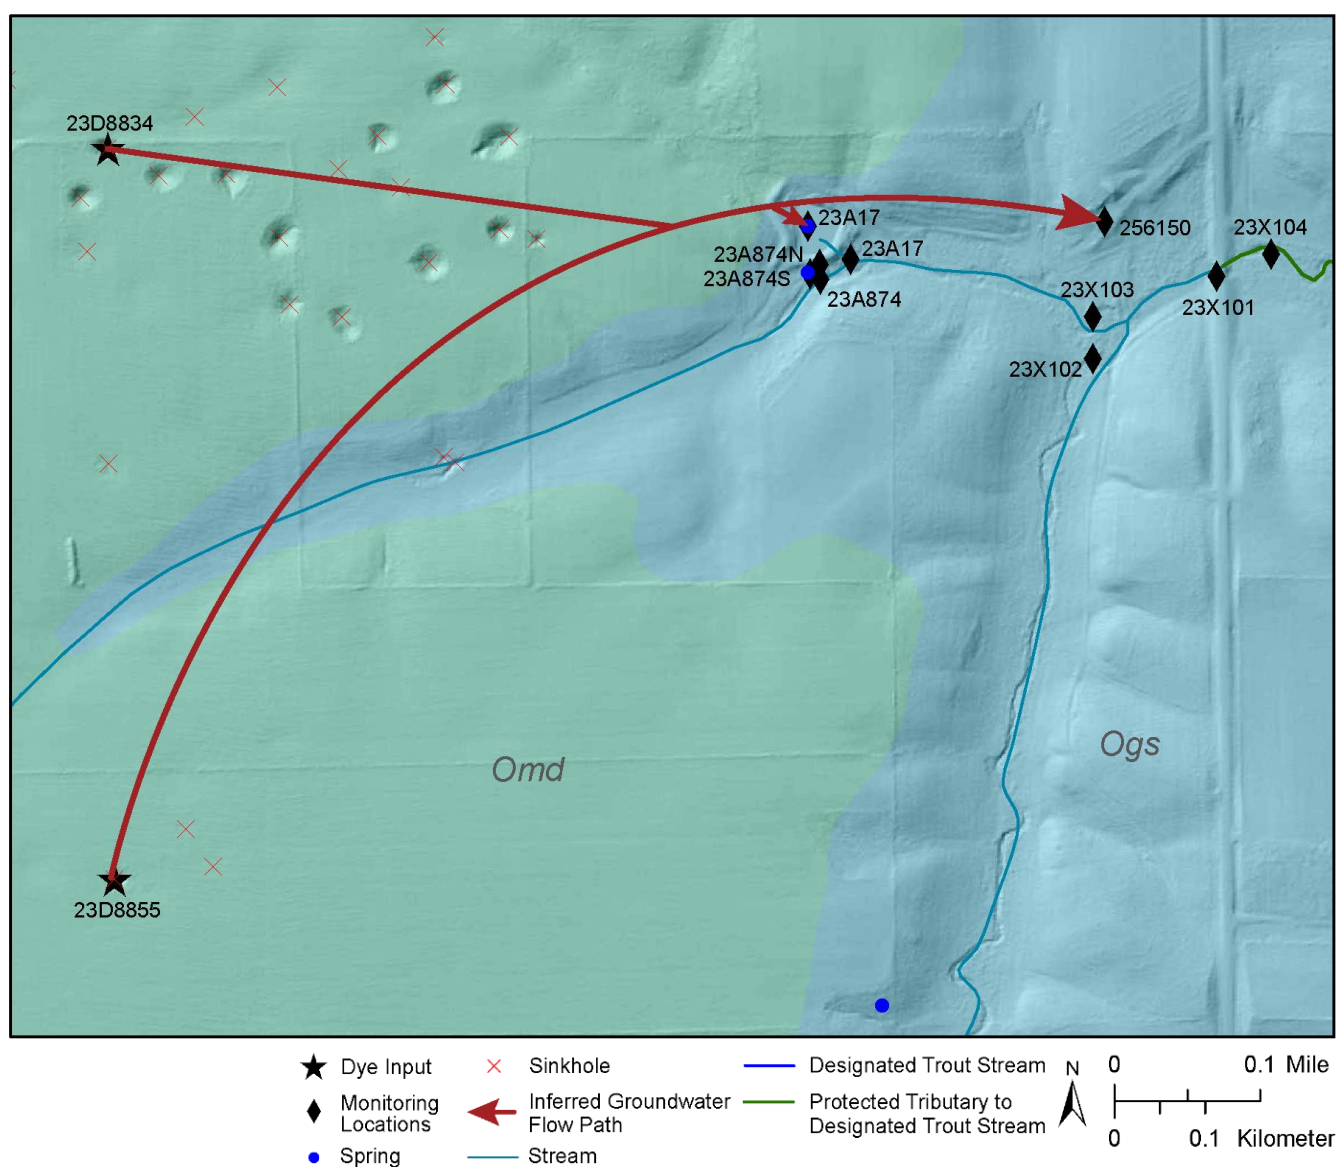 23D8834
23A17
256150
23X104
23A874N
23A17
23A874S
23X103
23A874
23X101
23X102
Omd
Ogs
23D8855
Dye Input
Sinkhole
Designated Trout Stream
N
0
0.1 Mile
Monitoring
Locations
Inferred Groundwater
Flow Path
Protected Tributary to
Designated Trout Stream
0
0.1 Kilometer
Spring
Stream